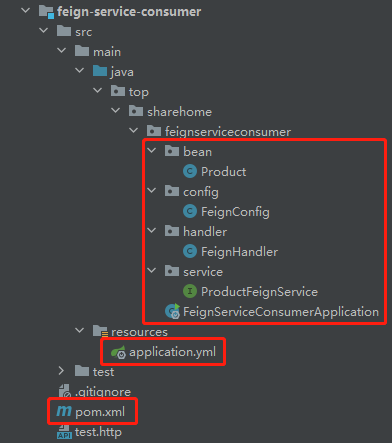 feign-service-consumer
src
main
java
top
sharehome
feignserviceconsumer
bean
Product
config
FeignConfig
handler
FeignHandler
service
ProductFeignService
FeignServiceConsumerApplication
resources
application.yml
test
.gitignore
pom.xml
test.http